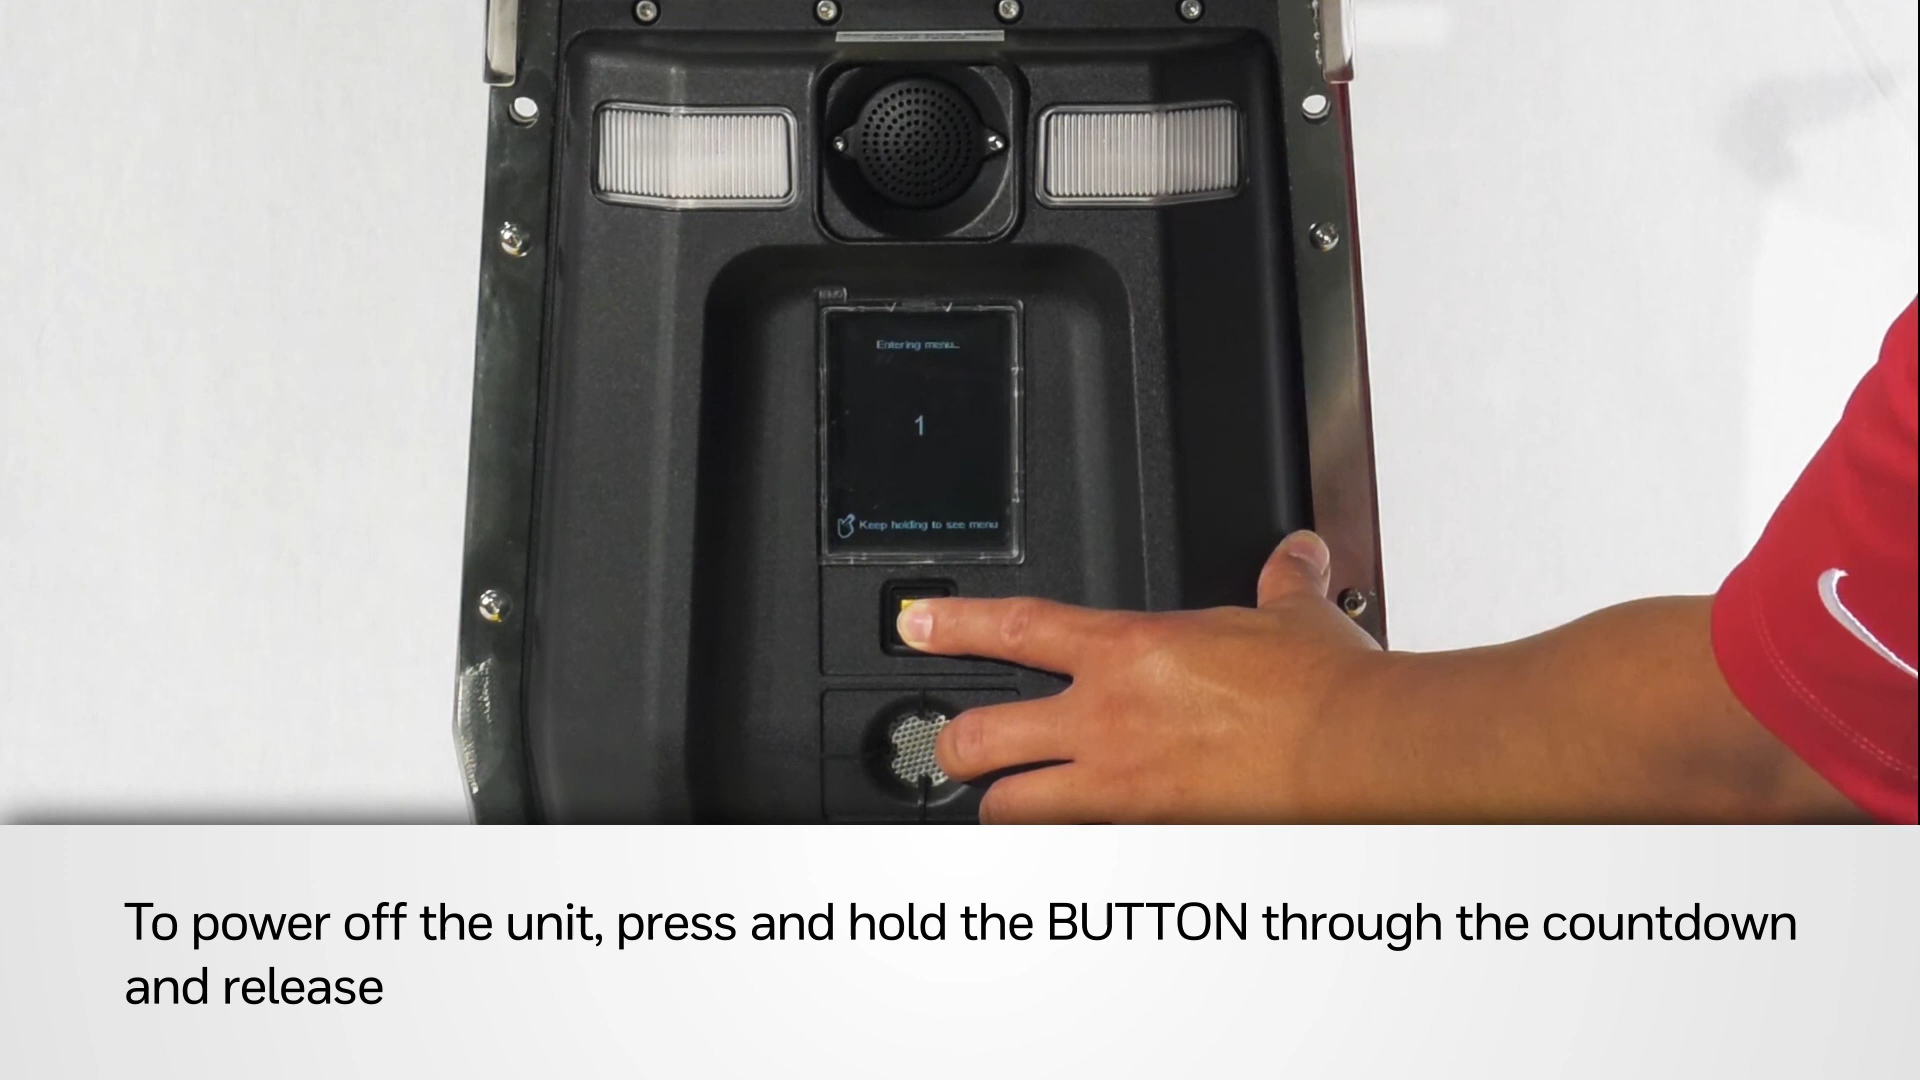 Entering menu...
1
Keep holding to see menu
To power off the unit, press and hold the BUTTON through the countdown
and release